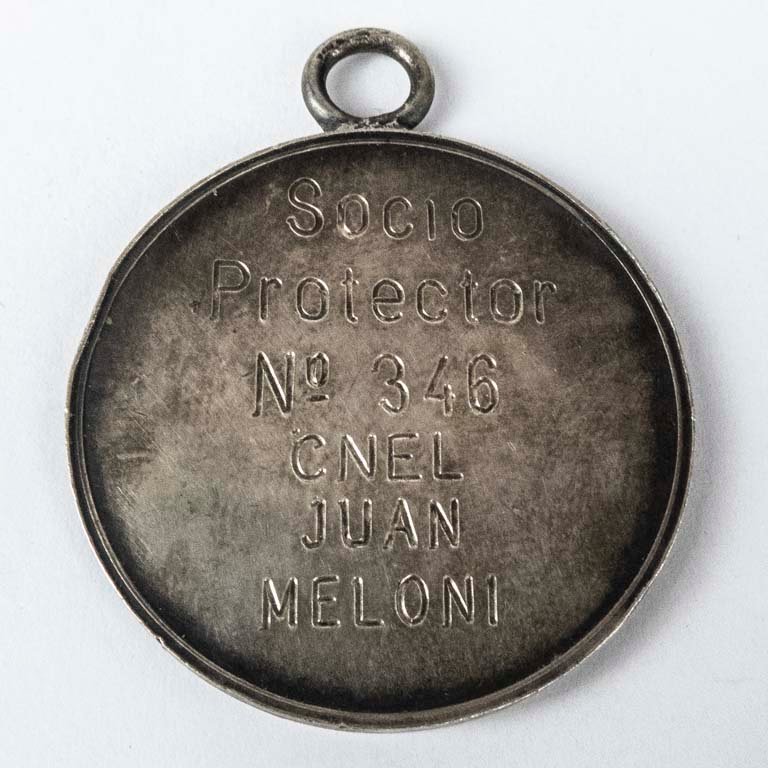 Socio
Protector
Nº 346
CNEL
JUAN
MELONI